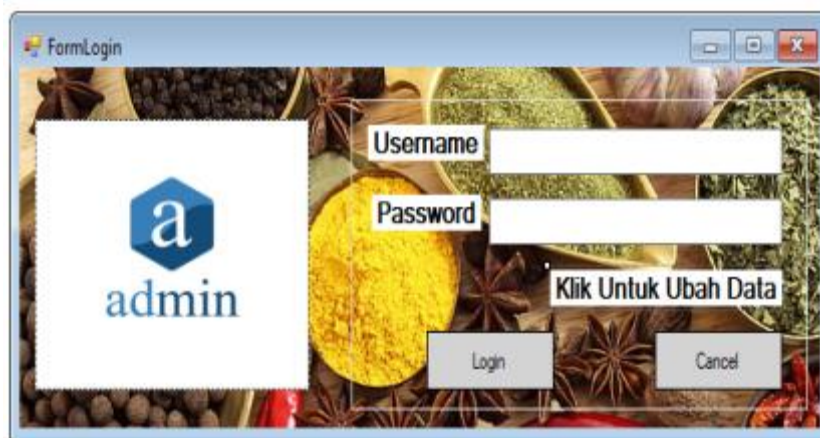 FormLogin
Username
Password
a
admin
Klik Untuk Ubah Data
Login
Cancel